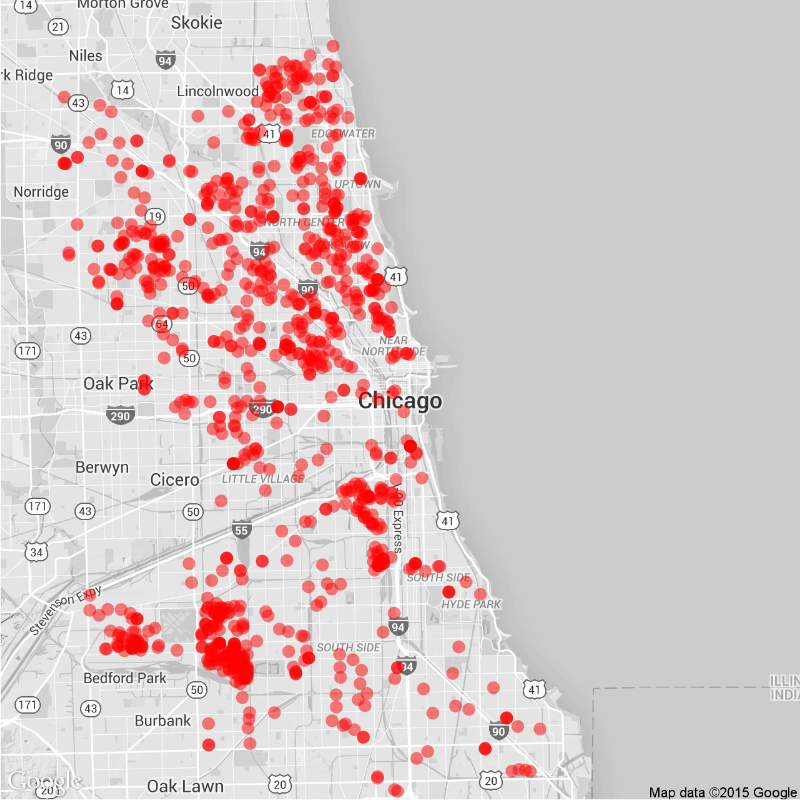 14
Morton Grove
21
Skokie
Niles
94
rk Ridge
14
Lincolnwood
43
41
EDGEWATER
90
UPTOWN
Norridge
19
NORTH CENTER
94
41
50
90
64
43
NEAR
NORTH SIDE
171
50
Oak Park
Chicago
290
290
Berwyn
Cicero
LITTLE VILLAGE
171
43
50
I-90 Express
41
55
34
SOUTH SIDE
Stevenson Expy
HYDE PARK
94
SOUTH SIDE
94
Bedford Park
50
41
ILLIN
INDIA
171
43
Burbank
90
Google
20
Oak Lawn
20
20
Map data ©2015 Google